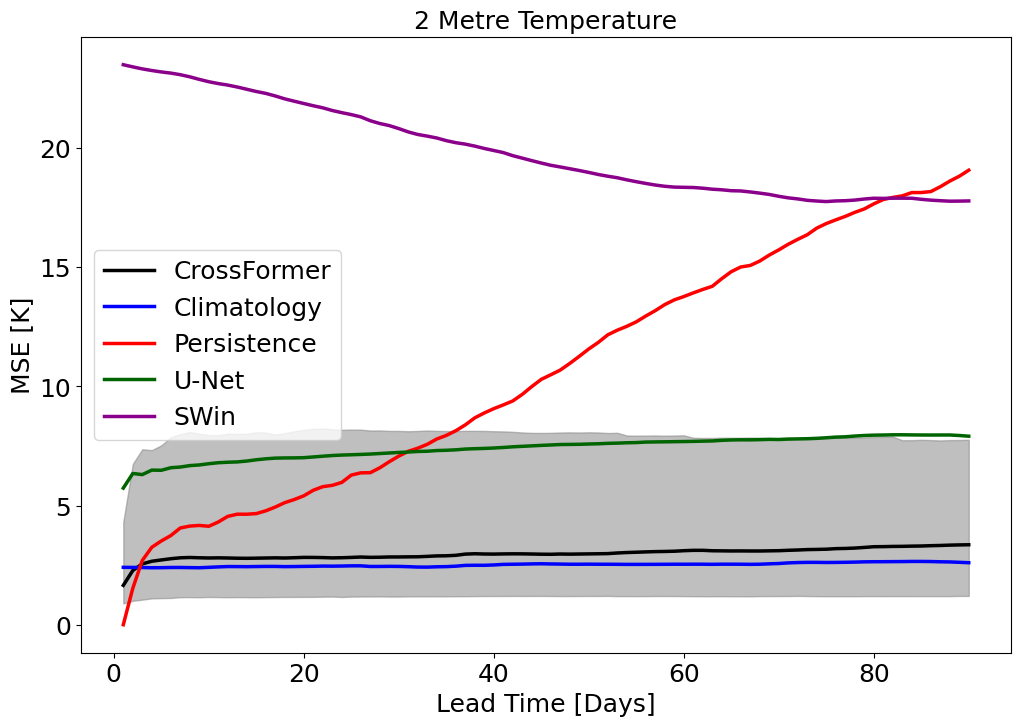 2 Metre Temperature
MSE [K]
20
15
10
5
0
CrossFormer
Climatology
Persistence
U-Net
SWin
0 20 40 60 80
Lead Time [Days]